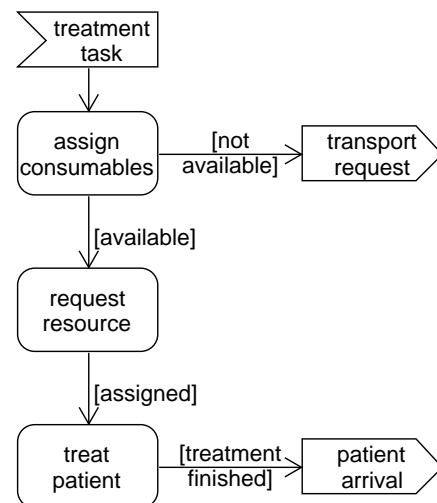 treatment
task
assign
consumables
[not
available]
transport
request
[available]
request
resource
[assigned]
treat
patient
[treatment
finished]
patient
arrival